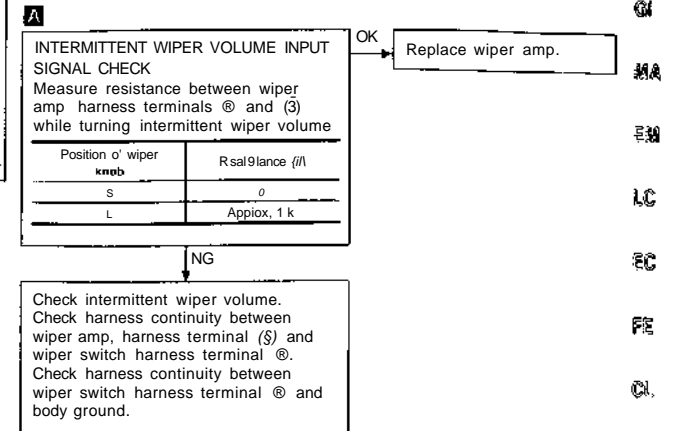 A
INTERMITTENT WIPER VOLUME INPUT
SIGNAL CHECK
Measure resistance between wiper
amp harness terminals ® and (3)
while turning intermittent wiper volume
Position o' wiper
knob
R sal9lance {il\
S
0
L
Appiox, 1 k
OK
Replace wiper amp.
NG
Check intermittent wiper volume.
Check harness continuity between
wiper amp, harness terminal (§) and
wiper switch harness terminal ®.
Check harness continuity between
wiper switch harness terminal ® and
body ground.
GI
MA
EM
LC
EC
FE
CL,